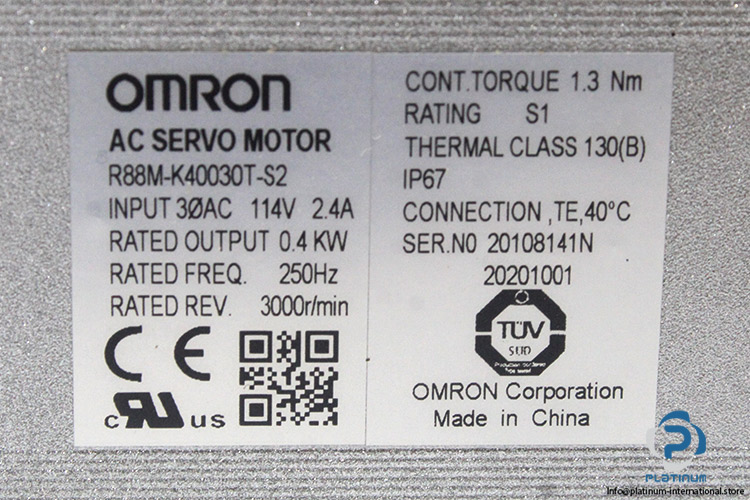 OMRON
AC SERVO MOTOR
R88M-K40030T-S2
INPUT 3ØAC 114V 2.4A
RATED OUTPUT 0.4 KW
RATED FREQ. 250Hz
RATED REV. 3000r/min
CE
c RU us
CONT.TORQUE 1.3 Nm
RATING S1
THERMAL CLASS 130(B)
IP67
CONNECTION ,TE,40°C
SER.N0 20108141N
20201001
TÜV
SUD
OMRON Corporation
Made in China
PLATINUM
info@platinum-international.store